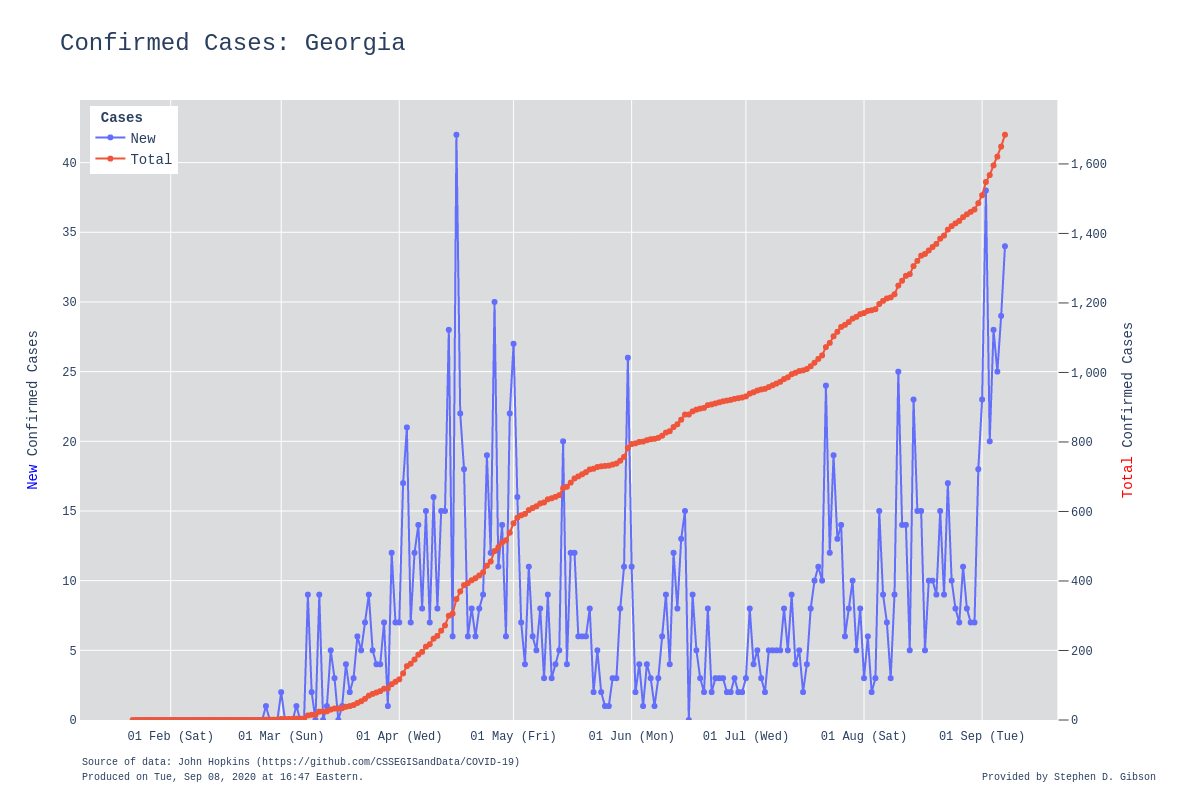 Confirmed Cases: Georgia
Cases
New
Total
40
35
30
25
20
15
10
5
0
1,600
1,400
1,200
1,000
800
600
400
200
0
New Confirmed Cases
Total Confirmed Cases
01 Feb (Sat)
01 Mar (Sun)
01 Apr (Wed)
01 May (Fri)
01 Jun (Mon)
01 Jul (Wed)
01 Aug (Sat)
01 Sep (Tue)
Source of data: John Hopkins (https://github.com/CSSEGISandData/COVID-19)
Produced on Tue, Sep 08, 2020 at 16:47 Eastern.
Provided by Stephen D. Gibson